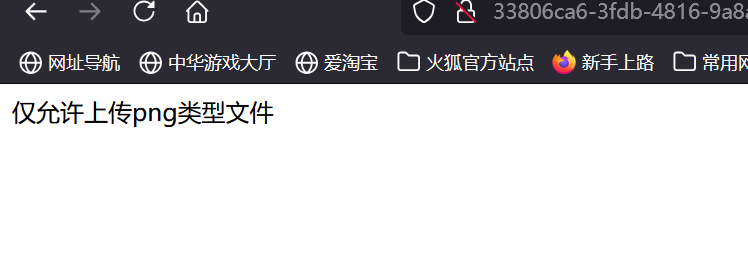 33806ca6-3fdb-4816-9a8a
网址导航 中华游戏大厅 爱淘宝 火狐官方站点 新手上路 常用网
仅允许上传png类型文件